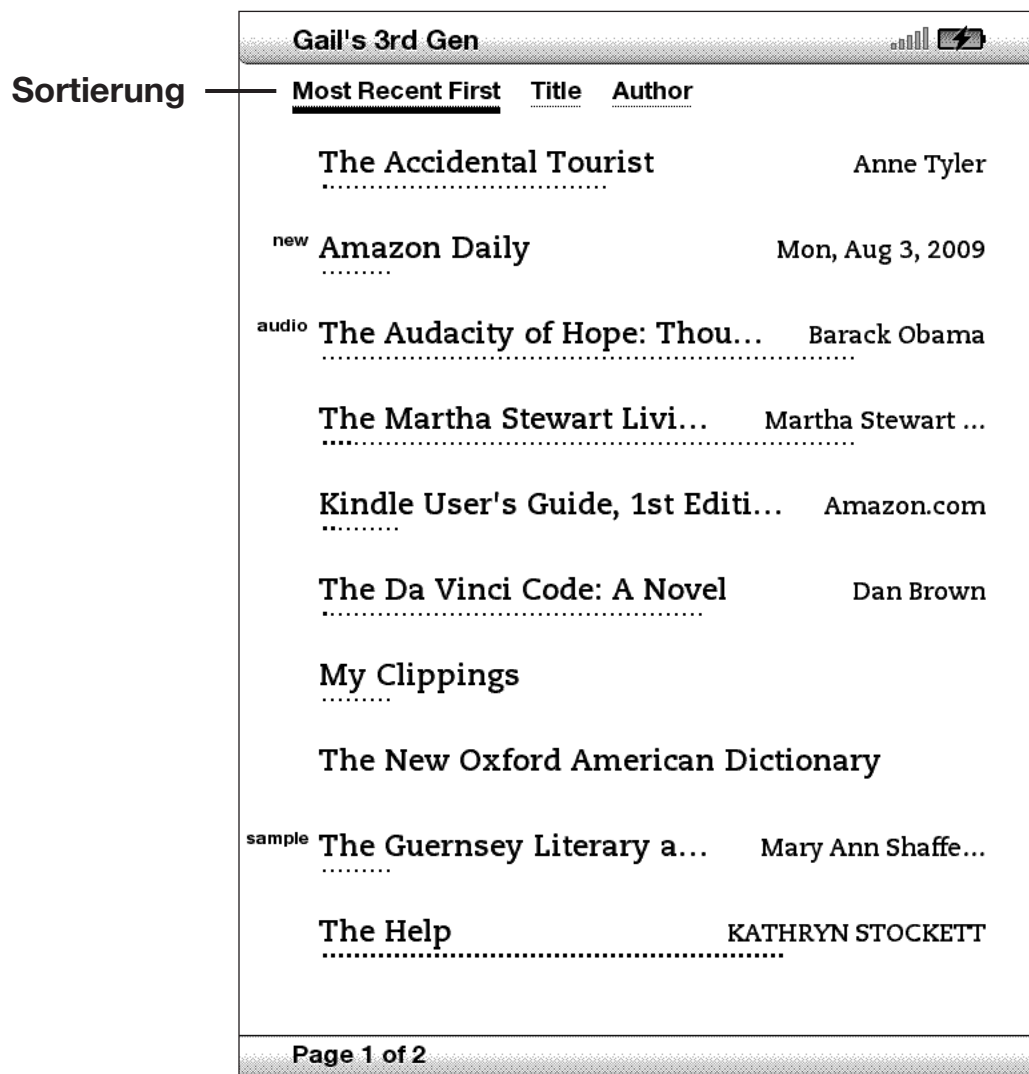 Gail's 3rd Gen
Sortierung
Most Recent First Title Author
The Accidental Tourist Anne Tyler
new Amazon Daily Mon, Aug 3, 2009
audio The Audacity of Hope: Thou... Barack Obama
The Martha Stewart Livi... Martha Stewart ...
Kindle User's Guide, 1st Editi... Amazon.com
The Da Vinci Code: A Novel Dan Brown
My Clippings
The New Oxford American Dictionary
sample The Guernsey Literary a... Mary Ann Shaffe...
The Help KATHRYN STOCKETT
Page 1 of 2